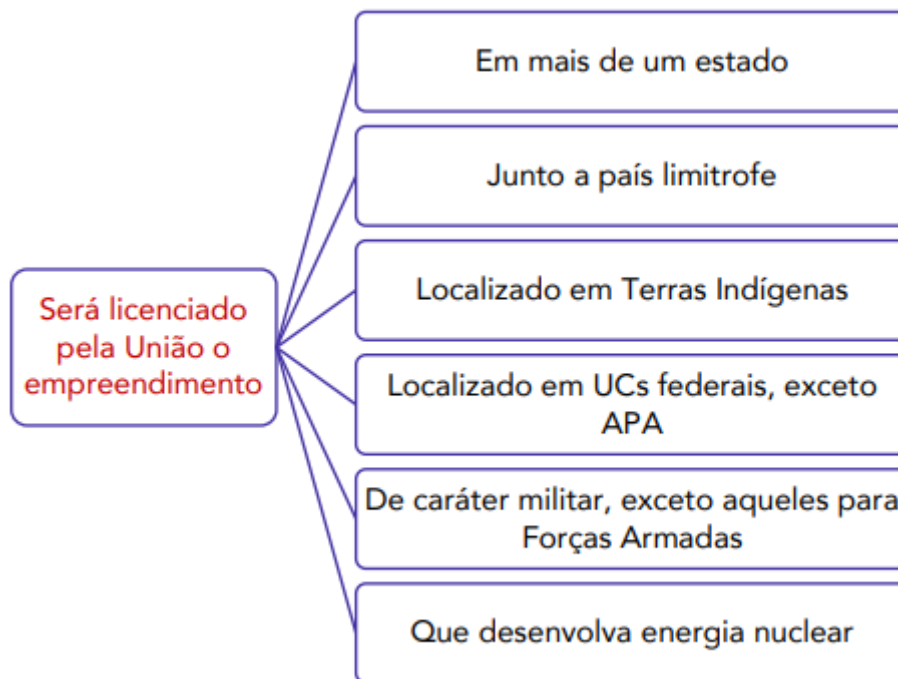 Em mais de um estado
Junto a país limitrofe
Localizado em Terras Indígenas
Será licenciado
pela União o
empreendimento
Localizado em UCs federais, exceto
APA
De caráter militar, exceto aqueles para
Forças Armadas
Que desenvolva energia nuclear